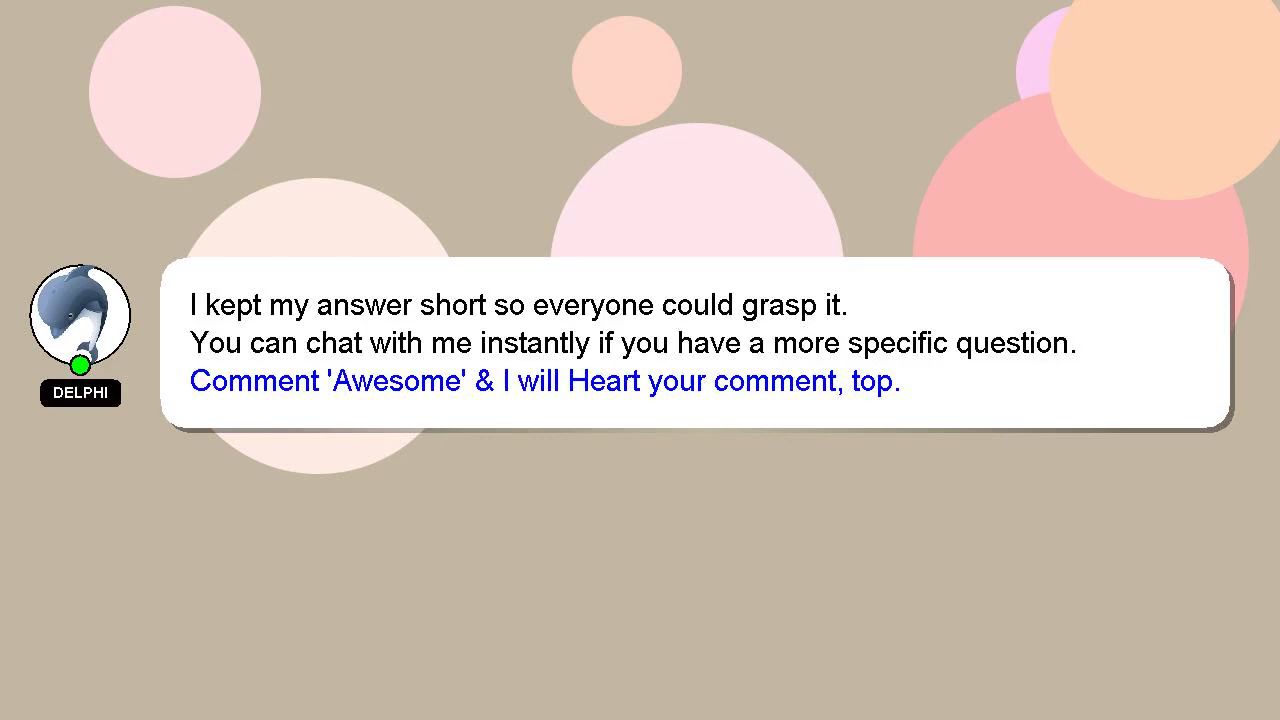 I kept my answer short so everyone could grasp it.
You can chat with me instantly if you have a more specific question.
Comment 'Awesome' & I will Heart your comment, top.
DELPHI